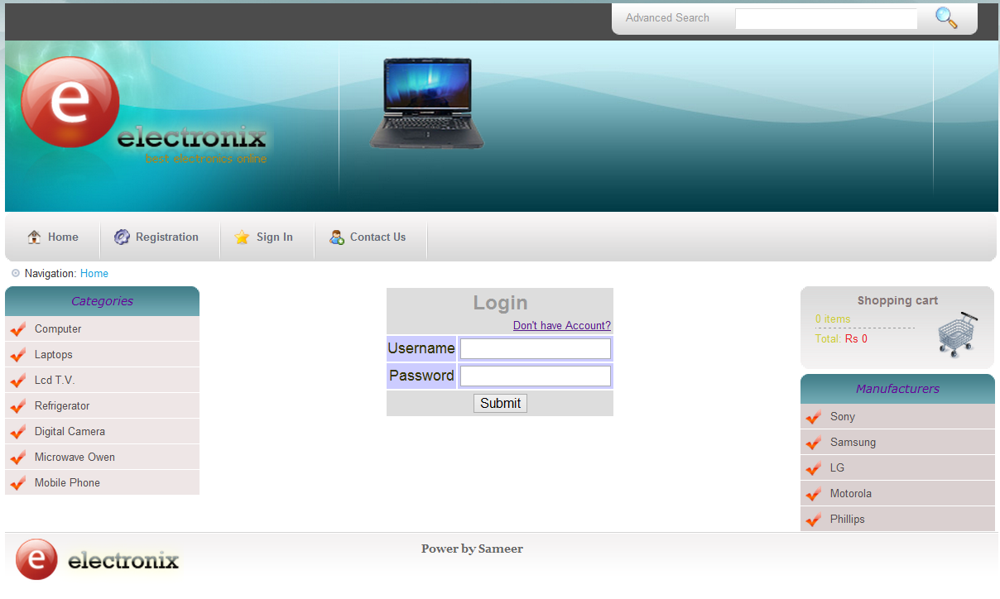 Advanced Search
e
electronix
best electronics online
Home
Registration
Sign In
Contact Us
Navigation: Home
Categories
Computer
Laptops
Lcd T.V.
Refrigerator
Digital Camera
Microwave Owen
Mobile Phone
Login
Don't have Account?
Username
Password
Submit
Shopping cart
0 items
Total: Rs 0
Manufacturers
Sony
Samsung
LG
Motorola
Phillips
e
electronix
Power by Sameer